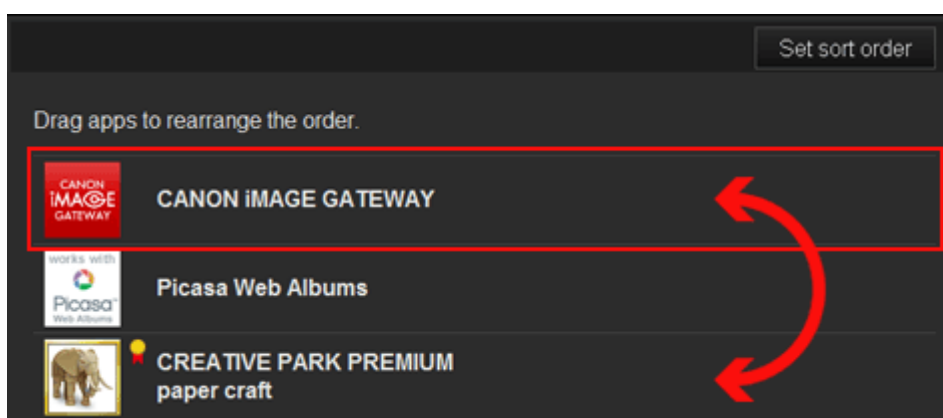 Set sort order
Drag apps to rearrange the order.
CANON
iMAGE
GATEWAY
CANON iMAGE GATEWAY
works with
Picasa™
Web Albums
Picasa Web Albums
CREATIVE PARK PREMIUM
paper craft